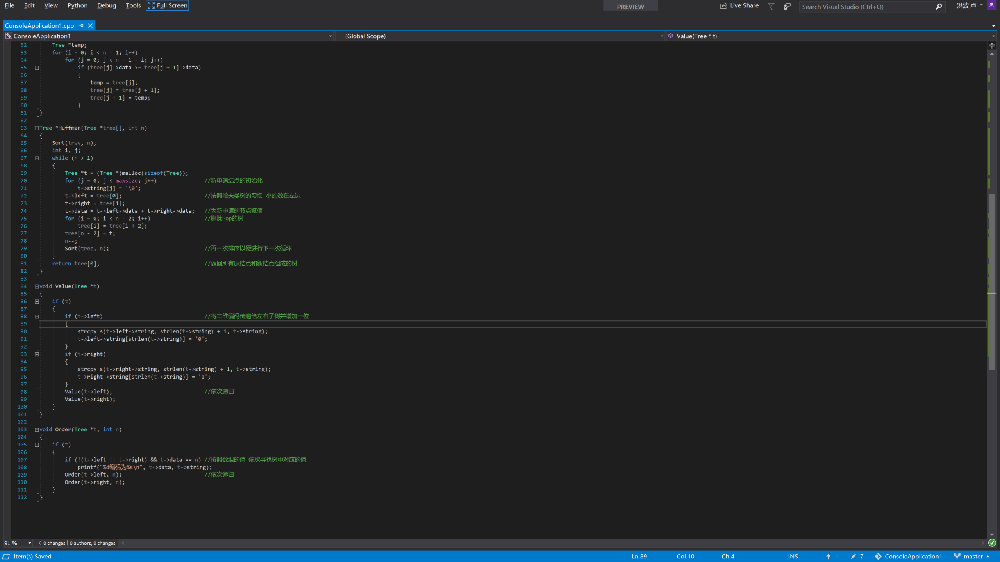 File Edit View Python Debug Tools Full Screen PREVIEW Live Share Search Visual Studio (Ctrl+Q) 洪波 卢 洪
ConsoleApplication1.cpp
ConsoleApplication1 (Global Scope) Value(Tree * t)
52     Tree *temp;
53     for (i = 0; i < n - 1; i++)
54         for (j = 0; j < n - 1 - i; j++)
55             if (tree[j]->data >= tree[j + 1]->data)
56             {
57                 temp = tree[j];
58                 tree[j] = tree[j + 1];
59                 tree[j + 1] = temp;
60             }
61 }
62
63 Tree *Huffman(Tree *tree[], int n)
64 {
65     Sort(tree, n);
66     int i, j;
67     while (n > 1)
68     {
69         Tree *t = (Tree *)malloc(sizeof(Tree));
70         for (j = 0; j < maxsize; j++)               //新申请结点的初始化
71             t->string[j] = '\0';
72         t->left = tree[0];                          //按照哈夫曼树的习惯 小的数在左边
73         t->right = tree[1];
74         t->data = t->left->data + t->right->data;   //为新申请的节点赋值
75         for (i = 0; i < n - 2; i++)                 //删除Pop的树
76             tree[i] = tree[i + 2];
77         tree[n - 2] = t;
78         n--;
79         Sort(tree, n);                              //再一次排序以便进行下一次循环
80     }
81     return tree[0];                                 //返回所有原结点和新结点组成的树
82 }
83
84 void Value(Tree *t)
85 {
86     if (t)
87     {
88         if (t->left)                                //将二维编码传递给左右子树并增加一位
89         {
90             strcpy_s(t->left->string, strlen(t->string) + 1, t->string);
91             t->left->string[strlen(t->string)] = '0';
92         }
93         if (t->right)
94         {
95             strcpy_s(t->right->string, strlen(t->string) + 1, t->string);
96             t->right->string[strlen(t->string)] = '1';
97         }
98         Value(t->left);                             //依次递归
99         Value(t->right);
100     }
101 }
102
103 void Order(Tree *t, int n)
104 {
105     if (t)
106     {
107         if (!(t->left || t->right) && t->data == n) //按照数组的值 依次寻找树中对应的值
108             printf("%d编码为%s\n", t->data, t->string);
109         Order(t->left, n);                          //依次递归
110         Order(t->right, n);
111     }
112 }
91 % < 0 changes | 0 authors, 0 changes
Item(s) Saved Ln 89 Col 10 Ch 4 INS 1 7 ConsoleApplication1 master